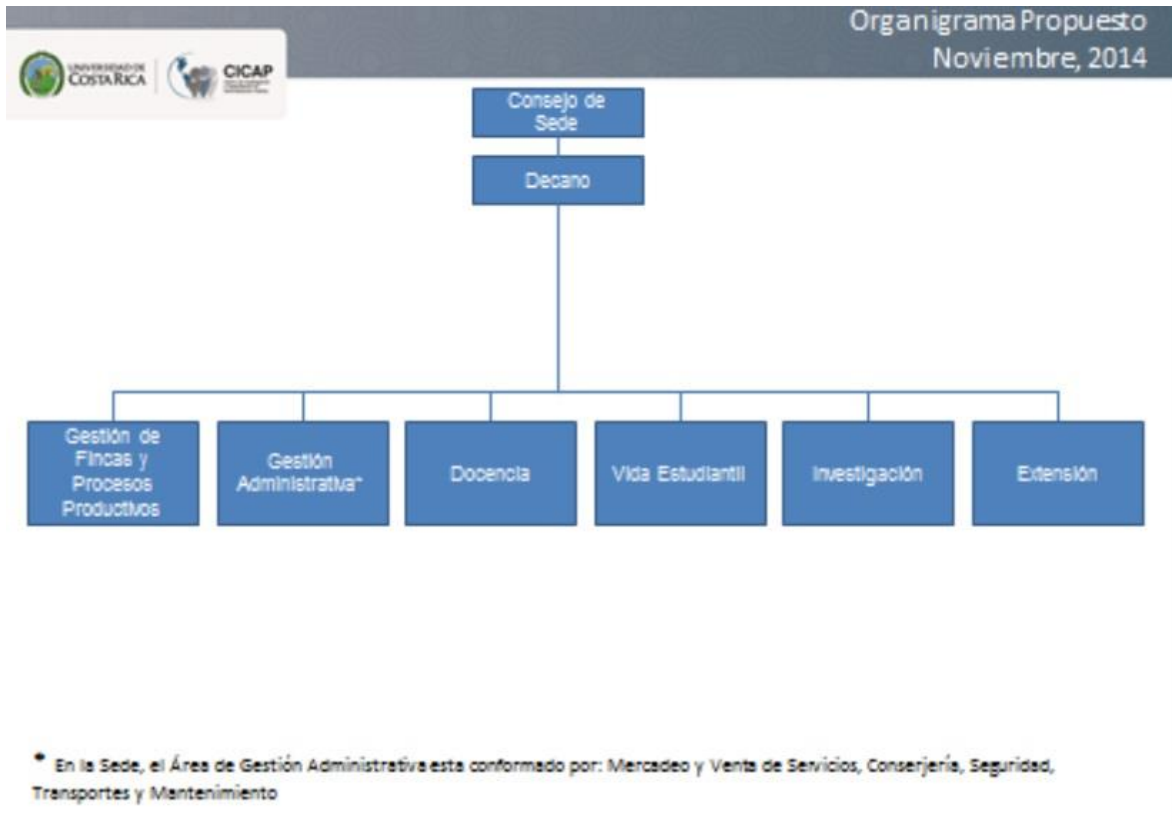 Organigrama Propuesto
Noviembre, 2014
UNIVERSIDAD DE
COSTA RICA
CICAP
Consejo de
Sede
Decano
Gestión de
Fincas y
Procesos
Productivos
Gestión
Administrativa*
Docencia
Vida Estudiantil
Investigación
Extensión
* En la Sede, el Área de Gestión Administrativa esta conformado por: Mercadeo y Venta de Servicios, Conserjería, Seguridad,
Transportes y Mantenimiento